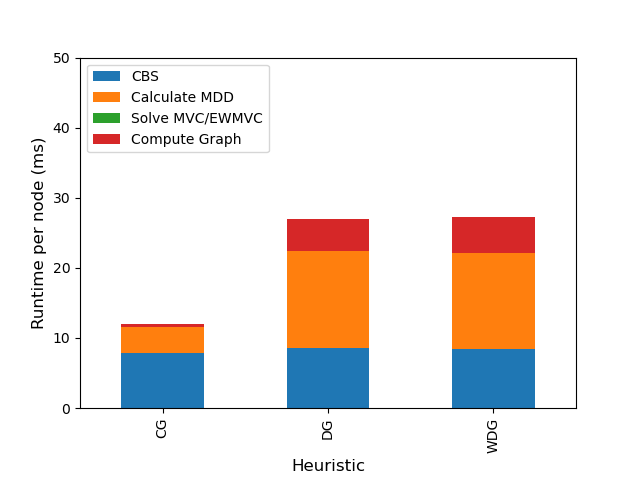 50
40
30
20
10
0
Runtime per node (ms)
CBS
Calculate MDD
Solve MVC/EWMVC
Compute Graph
CG
DG
WDG
Heuristic